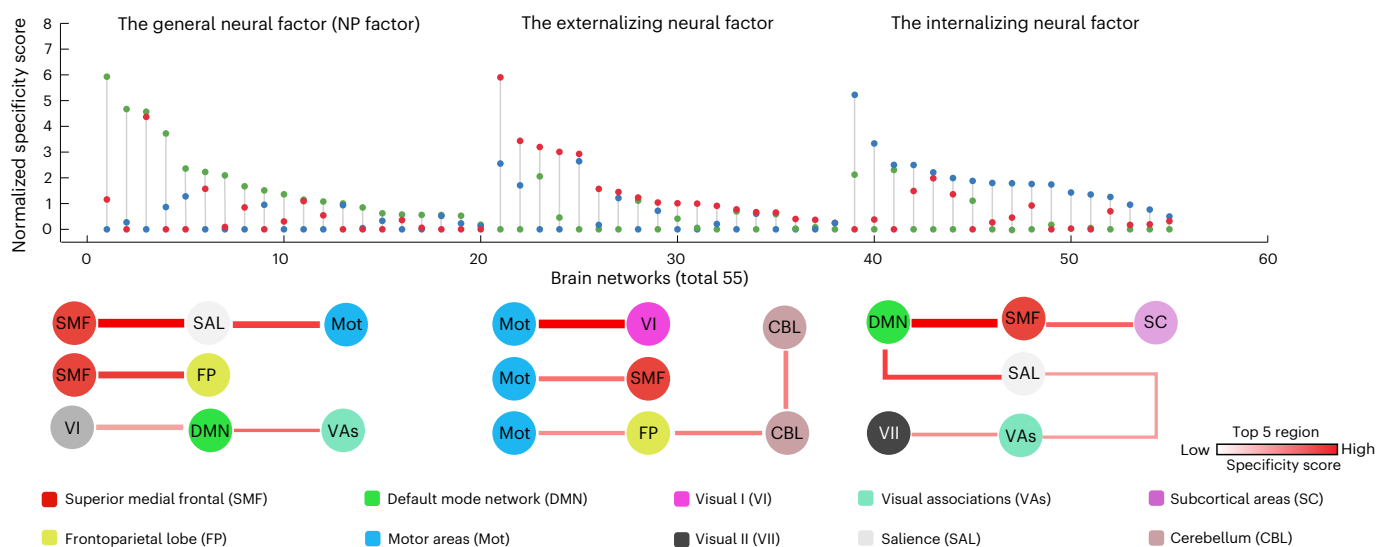 The general neural factor (NP factor)
The externalizing neural factor
The internalizing neural factor
Normalized specificity score
8
7
6
5
4
3
2
1
0
0 10 20 30 40 50 60
Brain networks (total 55)
SMF SAL Mot
SMF FP
VI DMN VAs
Mot VI CBL
Mot SMF
Mot FP CBL
DMN SMF SC
SAL
VII VAs
Top 5 region
Low High
Specificity score
Superior medial frontal (SMF)
Default mode network (DMN)
Visual I (VI)
Visual associations (VAs)
Subcortical areas (SC)
Frontoparietal lobe (FP)
Motor areas (Mot)
Visual II (VII)
Salience (SAL)
Cerebellum (CBL)